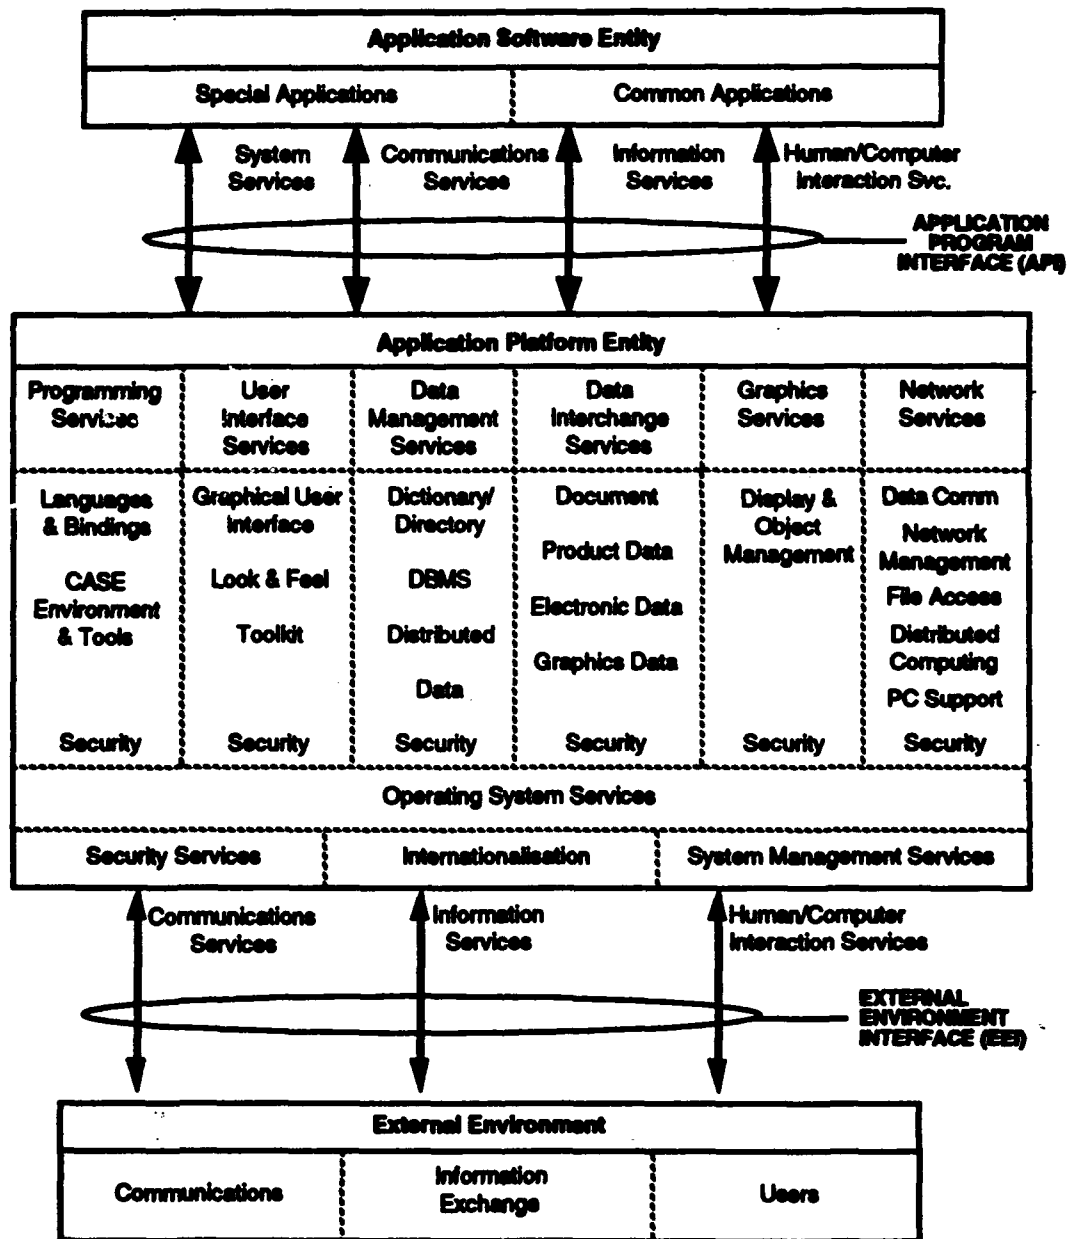 Application Software Entity
Special Applications
Common Applications
System
Services
Communications
Services
Information
Services
Human/Computer
Interaction Svc.
APPLICATION
PROGRAM
INTERFACE (API)
Application Platform Entity
Programming
Services
User
Interface
Services
Data
Management
Services
Data
Interchange
Services
Graphics
Services
Network
Services
Languages
& Bindings
CASE
Environment
& Tools
Security
Graphical User
Interface
Look & Feel
Toolkit
Security
Dictionary/
Directory
DBMS
Distributed
Data
Security
Document
Product Data
Electronic Data
Graphics Data
Security
Display &
Object
Management
Security
Data Comm
Network
Management
File Access
Distributed
Computing
PC Support
Security
Operating System Services
Security Services
Internationalisation
System Management Services
Communications
Services
Information
Services
Human/Computer
Interaction Services
EXTERNAL
ENVIRONMENT
INTERFACE (EEI)
External Environment
Communications
Information
Exchange
Users